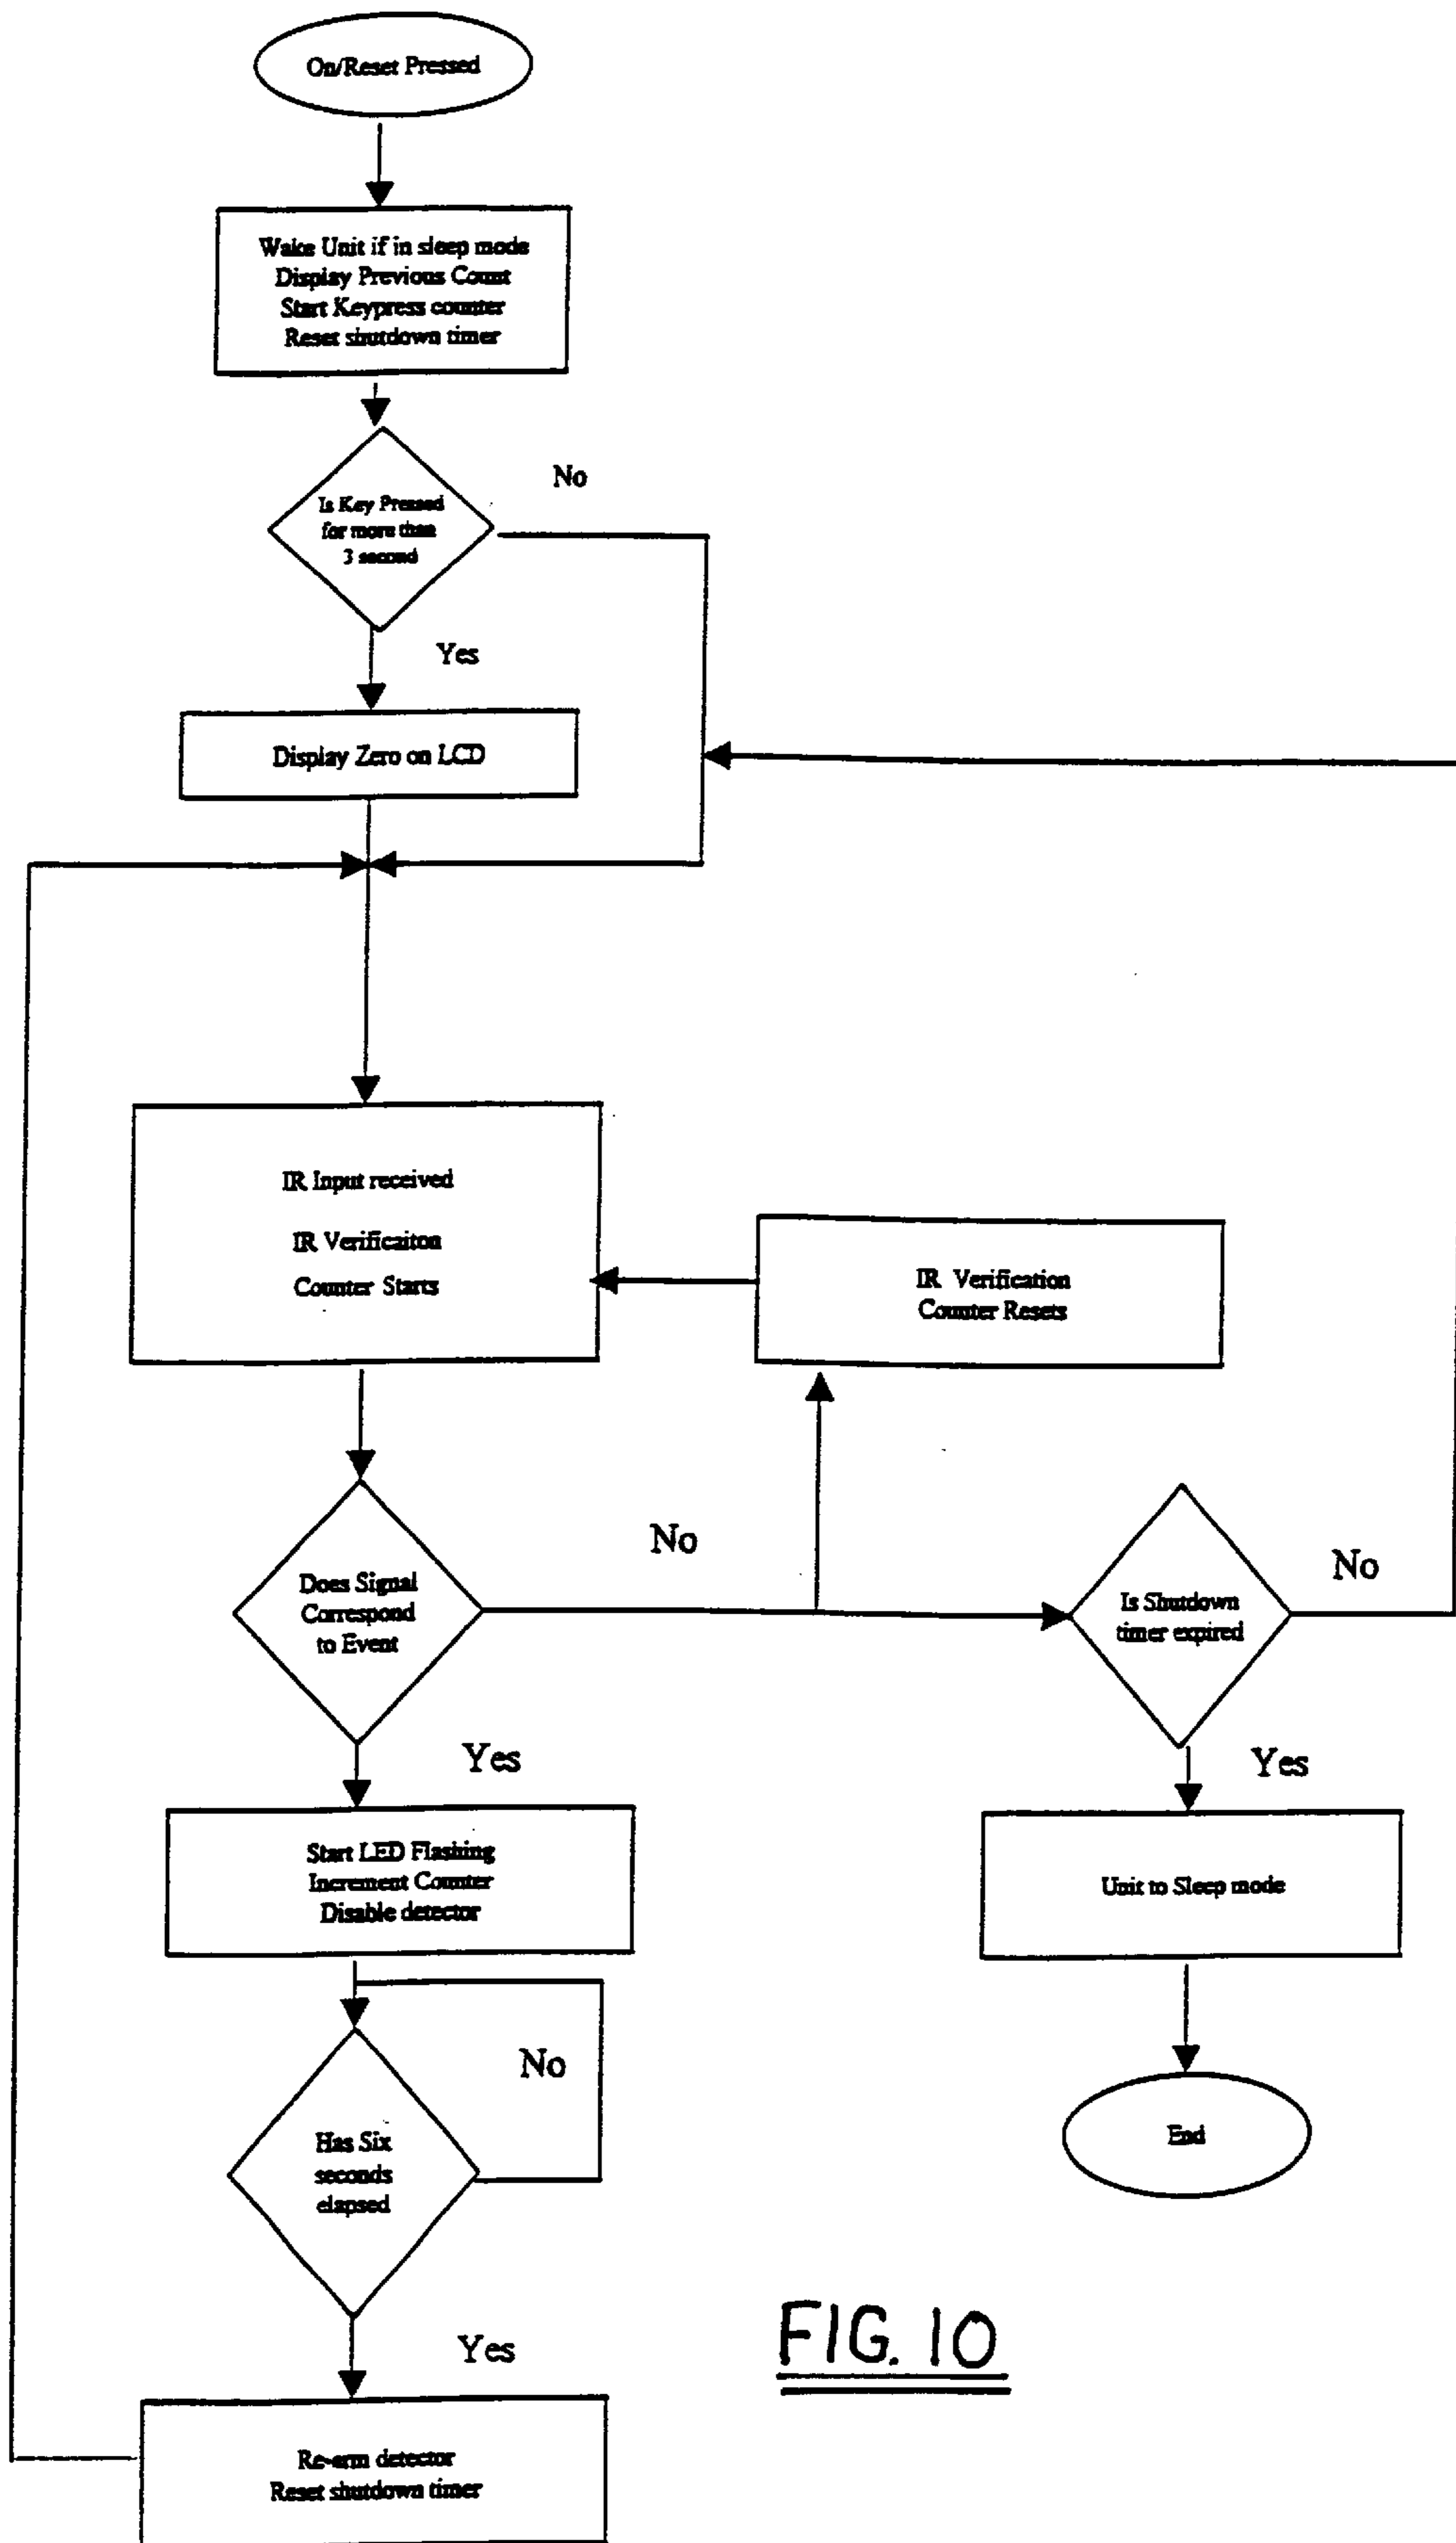 On/Reset Pressed
Wake Unit if in sleep mode
Display Previous Count
Start Keypress counter
Reset shutdown timer
Is Key Pressed
for more than
3 second
No
Yes
Display Zero on LCD
IR Input received
IR Verificaiton
Counter Starts
IR Verification
Counter Resets
Does Signal
Correspond
to Event
No
Is Shutdown
timer expired
No
Yes
Yes
Start LED Flashing
Increment Counter
Disable detector
Unit to Sleep mode
No
Has Six
seconds
elapsed
End
Yes
Re-arm detector
Reset shutdown timer
FIG. 10